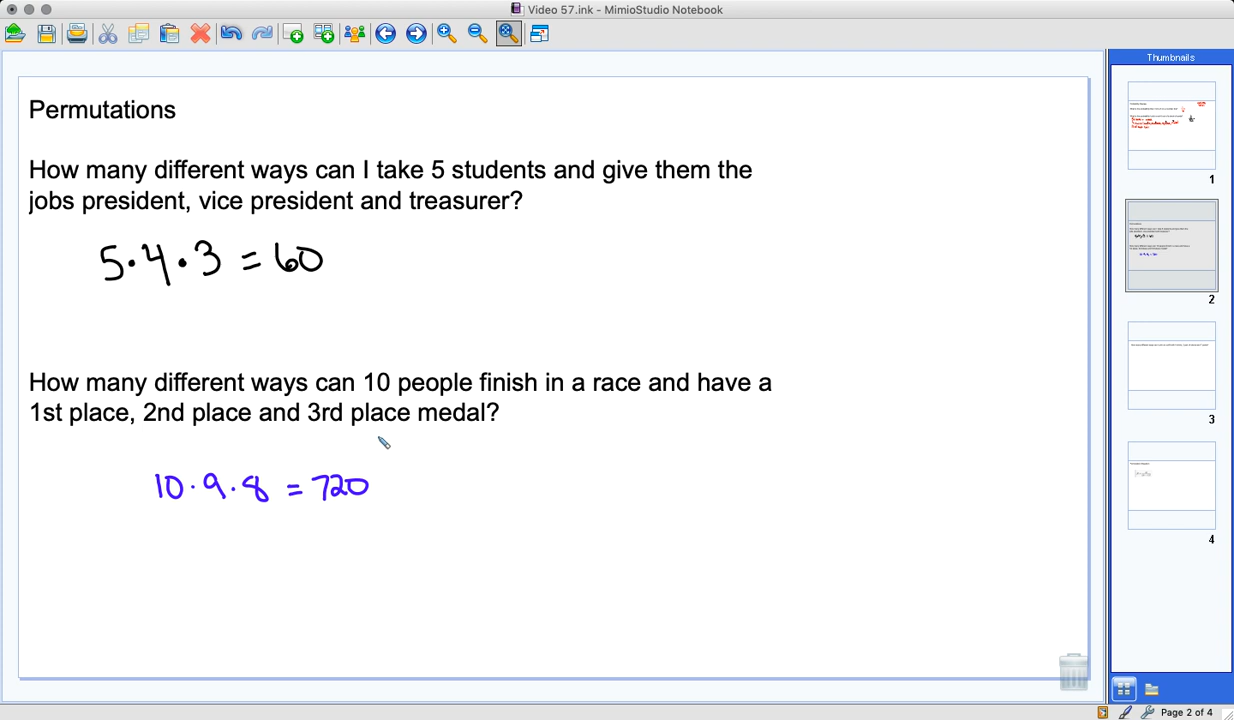 Video 57.ink - MimioStudio Notebook
Thumbnails
Permutations
How many different ways can I take 5 students and give them the
jobs president, vice president and treasurer?
5·4·3 = 60
How many different ways can 10 people finish in a race and have a
1st place, 2nd place and 3rd place medal?
10·9·8 = 720
1
2
3
4
Page 2 of 4